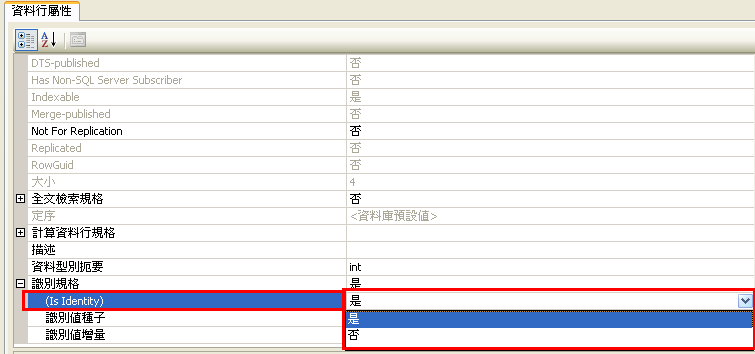 資料行屬性
DTS-published 否
Has Non-SQL Server Subscriber 否
Indexable 是
Merge-published 否
Not For Replication 否
Replicated 否
RowGuid 否
大小 4
全文檢索規格 否
定序 <資料庫預設值>
計算資料行規格
描述
資料型別扼要 int
識別規格 是
(Is Identity) 是
識別值種子 是
識別值增量 否